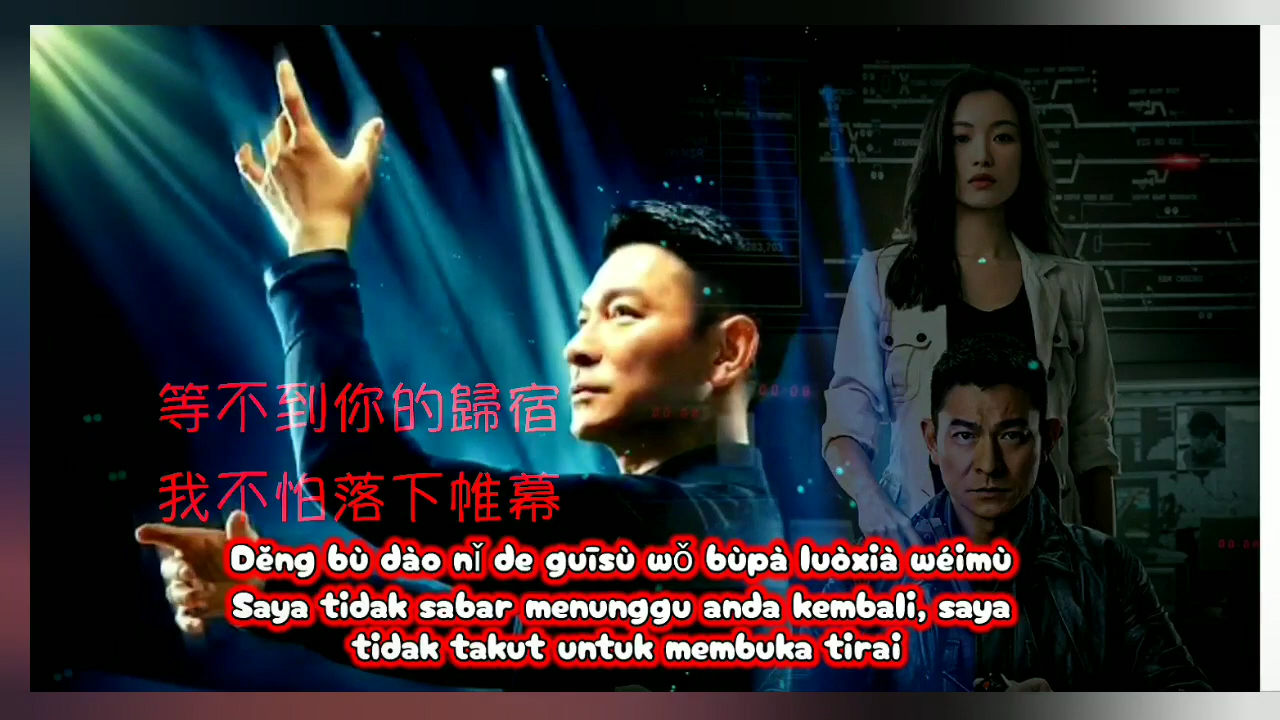 等不到你的歸宿
我不怕落下帷幕
Děng bù dào nǐ de guīsù wǒ bùpà luòxià wéimù
Saya tidak sabar menunggu anda kembali, saya
tidak takut untuk membuka tirai